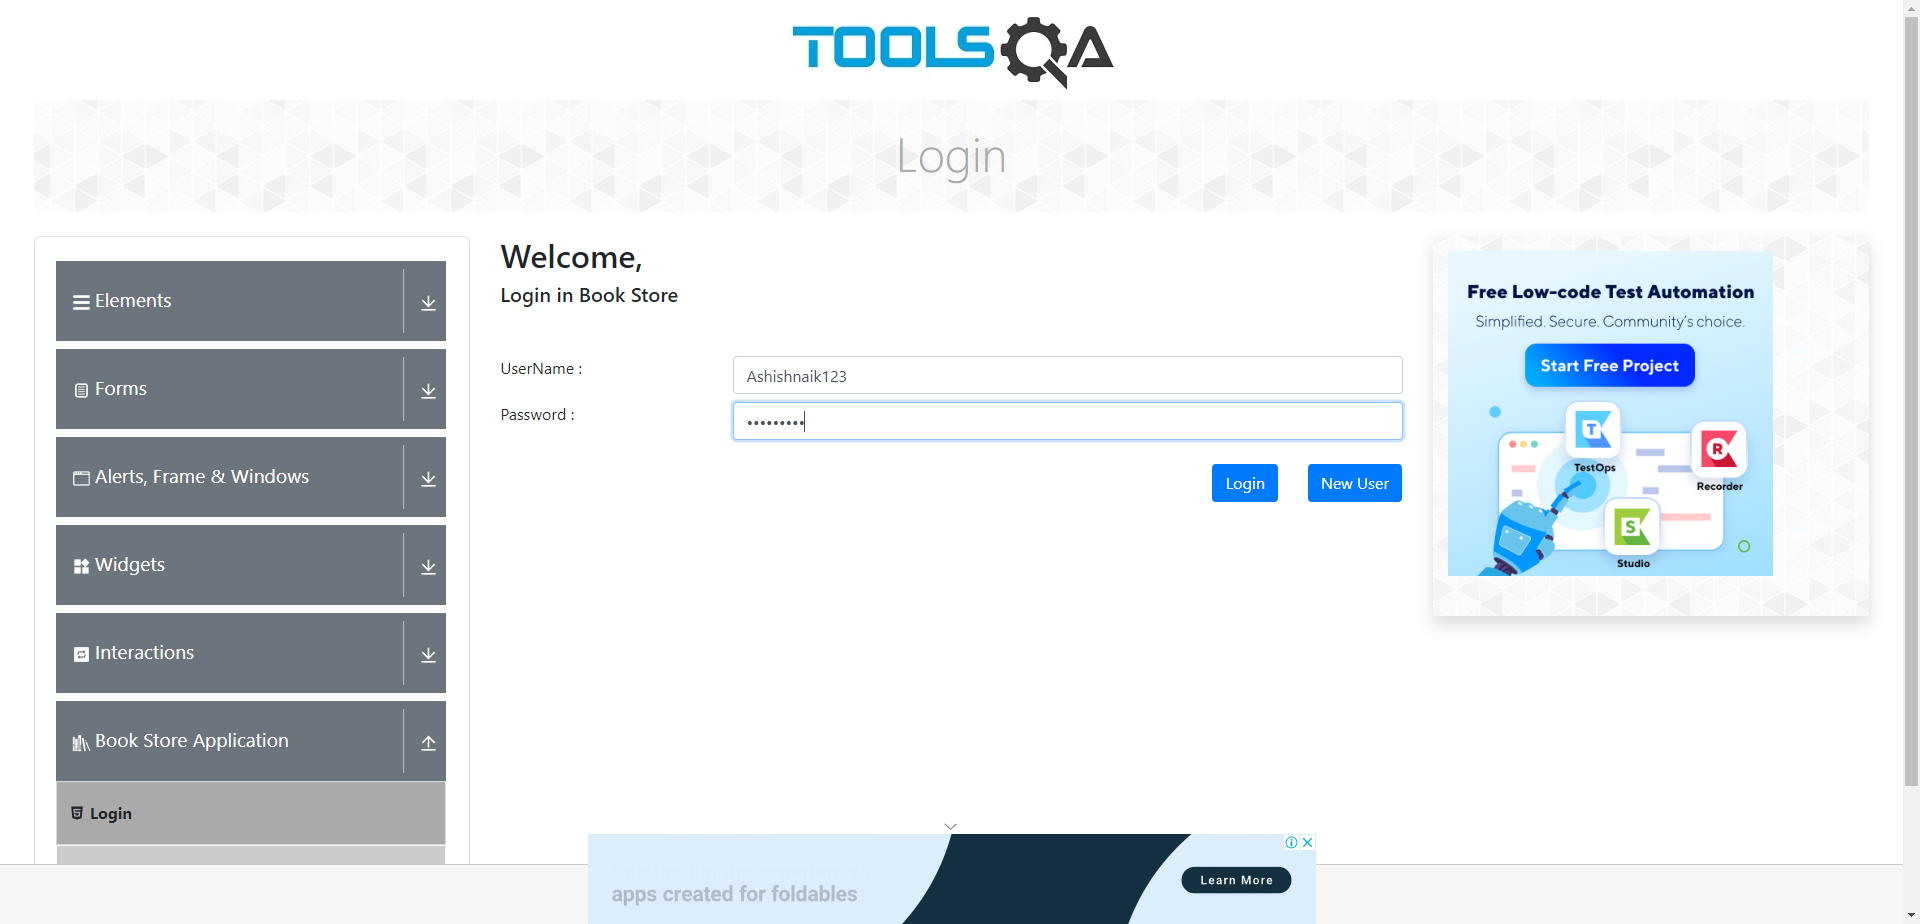 TOOLSQA
Login
Elements
Forms
Alerts, Frame & Windows
Widgets
Interactions
Book Store Application
Login
Welcome,
Login in Book Store
UserName :
Ashishnaik123
Password :
•••••••••
Login
New User
Free Low-code Test Automation
Simplified. Secure. Community's choice.
Start Free Project
T
TestOps
R
Recorder
S
Studio
apps created for foldables
Learn More